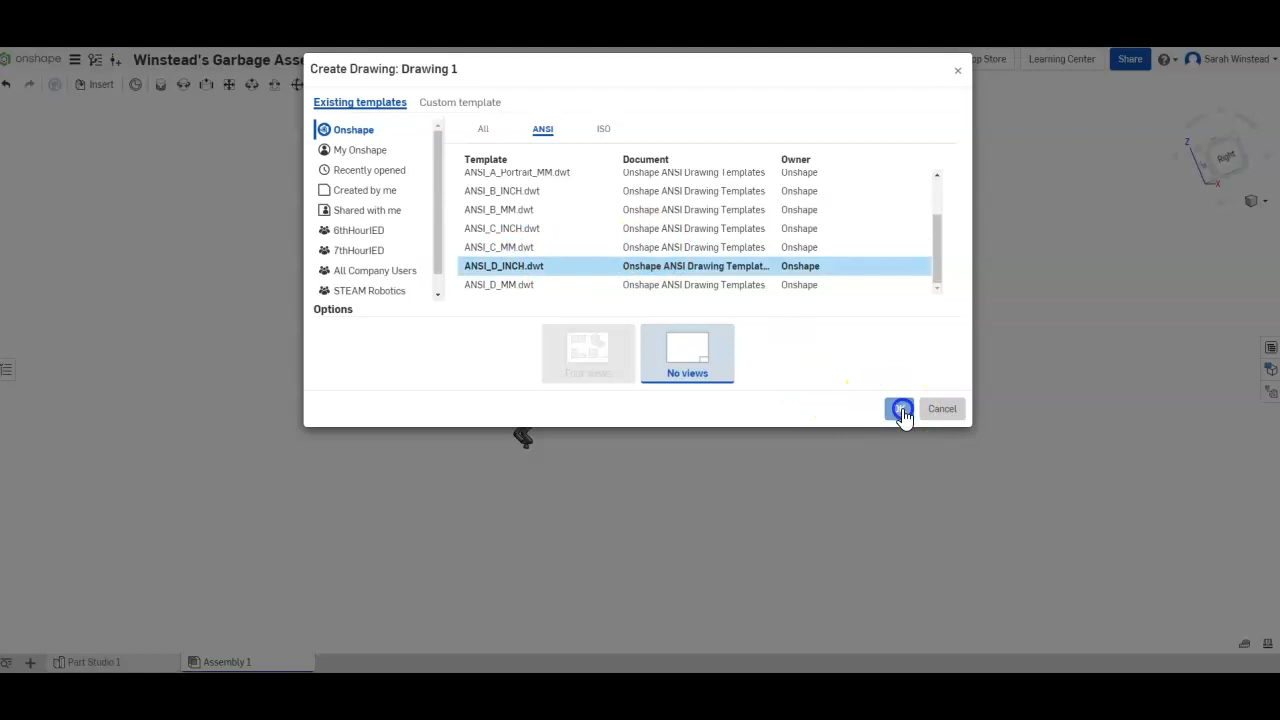 onshape
Winstead's Garbage Asse
pp Store
Learning Center
Share
Sarah Winstead
Insert
Create Drawing: Drawing 1
×
Existing templates
Custom template
Onshape
My Onshape
Recently opened
Created by me
Shared with me
6thHourIED
7thHourIED
All Company Users
STEAM Robotics
All
ANSI
ISO
Template Document Owner
ANSI_A_Portrait_MM.dwt Onshape ANSI Drawing Templates Onshape
ANSI_B_INCH.dwt Onshape ANSI Drawing Templates Onshape
ANSI_B_MM.dwt Onshape ANSI Drawing Templates Onshape
ANSI_C_INCH.dwt Onshape ANSI Drawing Templates Onshape
ANSI_C_MM.dwt Onshape ANSI Drawing Templates Onshape
ANSI_D_INCH.dwt Onshape ANSI Drawing Templat... Onshape
ANSI_D_MM.dwt Onshape ANSI Drawing Templates Onshape
Options
Four views
No views
Cancel
Z
Right
X
Part Studio 1
Assembly 1